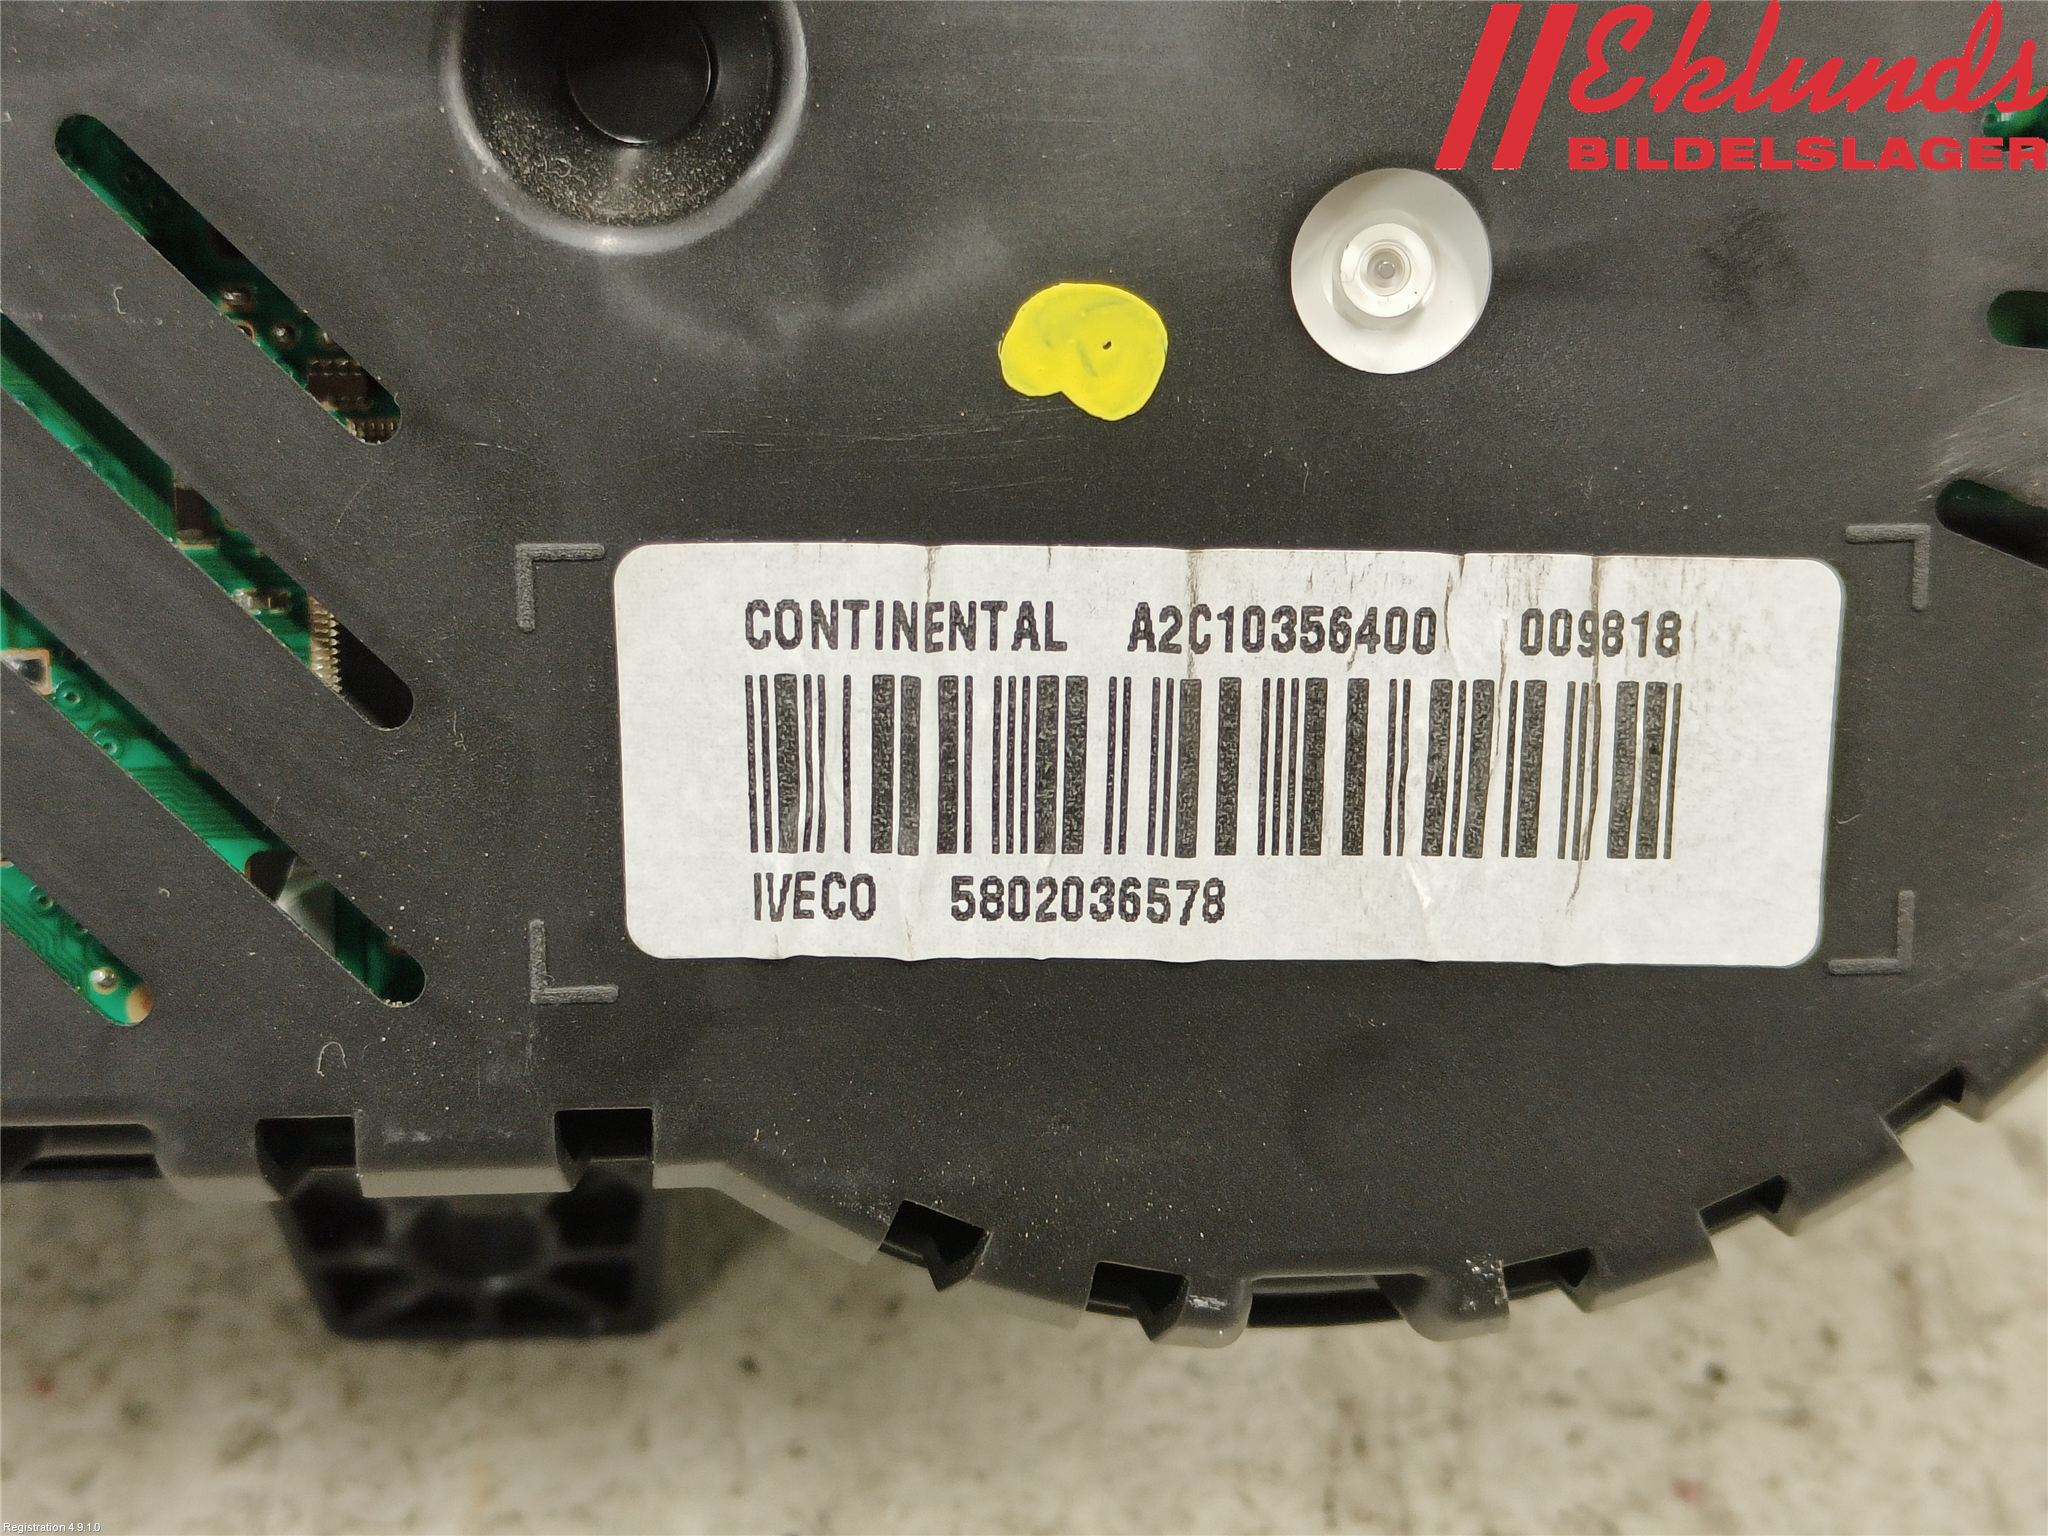 Eklunds
BILDELSLAGER
CONTINENTAL A2C10356400 009818
IVECO 5802036578
Registration 4.9.1.0